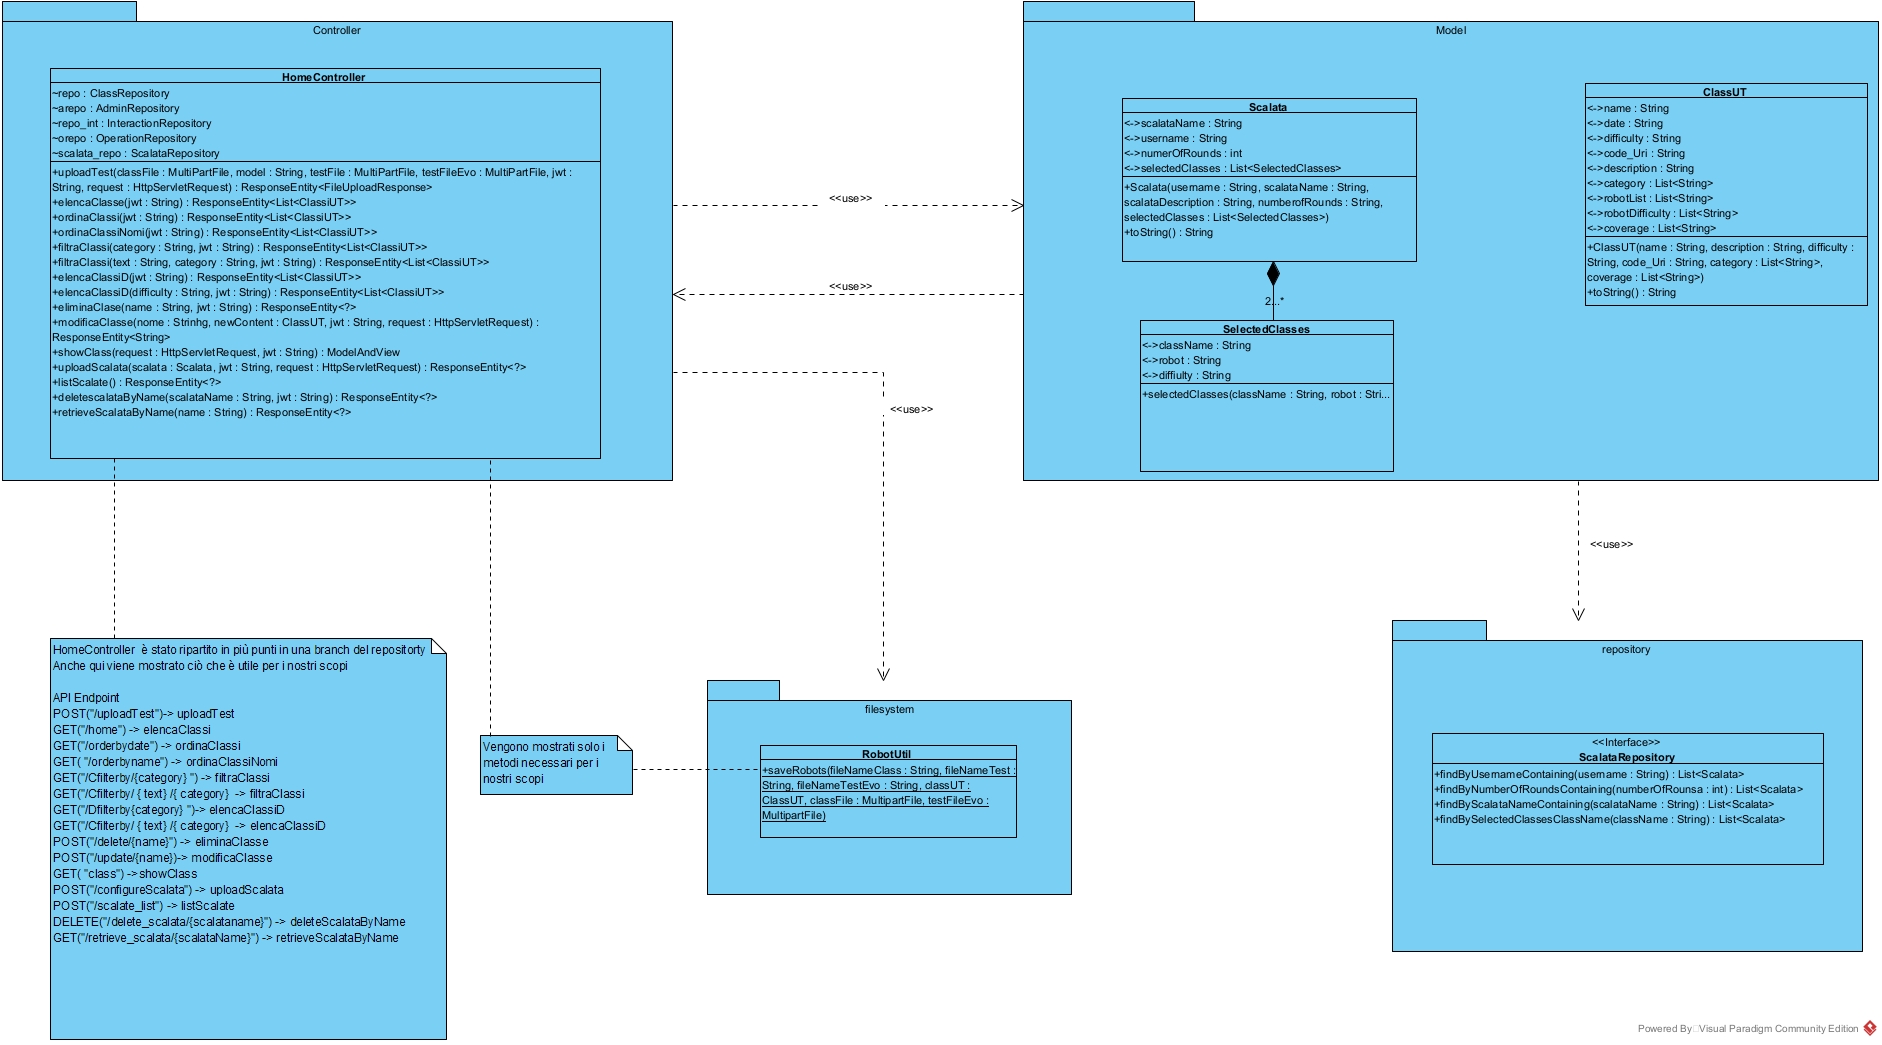 Controller
HomeController
~repo : ClassRepository
~arepo : AdminRepository
~repo_int : InteractionRepository
~orepo : OperationRepository
~scalata_repo : ScalataRepository
+uploadTest(classFile : MultiPartFile, model : String, testFile : MultiPartFile, testFileEvo : MultiPartFile, jwt :
String, request : HttpServletRequest) : ResponseEntity<FileUploadResponse>
+elencaClasse(jwt : String) : ResponseEntity<List<ClassiUT>>
+ordinaClassi(jwt : String) : ResponseEntity<List<ClassiUT>>
+ordinaClassiNomi(jwt : String) : ResponseEntity<List<ClassiUT>>
+filtraClassi(category : String, jwt : String) : ResponseEntity<List<ClassiUT>>
+filtraClassi(text : String, category : String, jwt : String) : ResponseEntity<List<ClassiUT>>
+elencaClassiD(jwt : String) : ResponseEntity<List<ClassiUT>>
+elencaClassiD(difficulty : String, jwt : String) : ResponseEntity<List<ClassiUT>>
+eliminaClase(name : String, jwt : String) : ResponseEntity<?>
+modificaClasse(nome : Strinhg, newContent : ClassUT, jwt : String, request : HttpServletRequest) :
ResponseEntity<String>
+showClass(request : HttpServletRequest, jwt : String) : ModelAndView
+uploadScalata(scalata : Scalata, jwt : String, request : HttpServletRequest) : ResponseEntity<?>
+listScalate() : ResponseEntity<?>
+deletescalataByName(scalataName : String, jwt : String) : ResponseEntity<?>
+retrieveScalataByName(name : String) : ResponseEntity<?>
<<use>>
<<use>>
<<use>>
Model
Scalata
<->scalataName : String
<->username : String
<->numerOfRounds : int
<->selectedClasses : List<SelectedClasses>
+Scalata(username : String, scalataName : String,
scalataDescription : String, numberofRounds : String,
selectedClasses : List<SelectedClasses>)
+toString() : String
2...*
SelectedClasses
<->className : String
<->robot : String
<->diffiulty : String
+selectedClasses(className : String, robot : Stri...
ClassUT
<->name : String
<->date : String
<->difficulty : String
<->code_Uri : String
<->description : String
<->category : List<String>
<->robotList : List<String>
<->robotDifficulty : List<String>
<->coverage : List<String>
+ClassUT(name : String, description : String, difficulty :
String, code_Uri : String, category : List<String>,
coverage : List<String>)
+toString() : String
<<use>>
HomeController è stato ripartito in più punti in una branch del repositorty
Anche qui viene mostrato ciò che è utile per i nostri scopi
API Endpoint
POST("/uploadTest")-> uploadTest
GET("/home") -> elencaClassi
GET("/orderbydate") -> ordinaClassi
GET( "/orderbyname") -> ordinaClassiNomi
GET("/Cfilterby/{category} ") -> filtraClassi
GET("/Cfilterby/ { text} /{ category} -> filtraClassi
GET("/Dfilterby{category} ")-> elencaClassiD
GET("/Cfilterby/ { text} /{ category} -> elencaClassiD
POST("/delete/{name}") -> eliminaClasse
POST("/update/{name})-> modificaClasse
GET( "class") ->showClass
POST("/configureScalata") -> uploadScalata
POST("/scalate_list") -> listScalate
DELETE("/delete_scalata/{scalataname}") -> deleteScalataByName
GET("/retrieve_scalata/{scalataName}") -> retrieveScalataByName
Vengono mostrati solo i
metodi necessari per i
nostri scopi
filesystem
RobotUtil
+saveRobots(fileNameClass : String, fileNameTest :
String, fileNameTestEvo : String, classUT :
ClassUT, classFile : MultipartFile, testFileEvo :
MultipartFile)
repository
<<Interface>>
ScalataRepository
+findByUsernameContaining(username : String) : List<Scalata>
+findByNumberOfRoundsContaining(numberOfRounsa : int) : List<Scalata>
+findByScalataNameContaining(scalataName : String) : List<Scalata>
+findBySelectedClassesClassName(className : String) : List<Scalata>
Powered By Visual Paradigm Community Edition